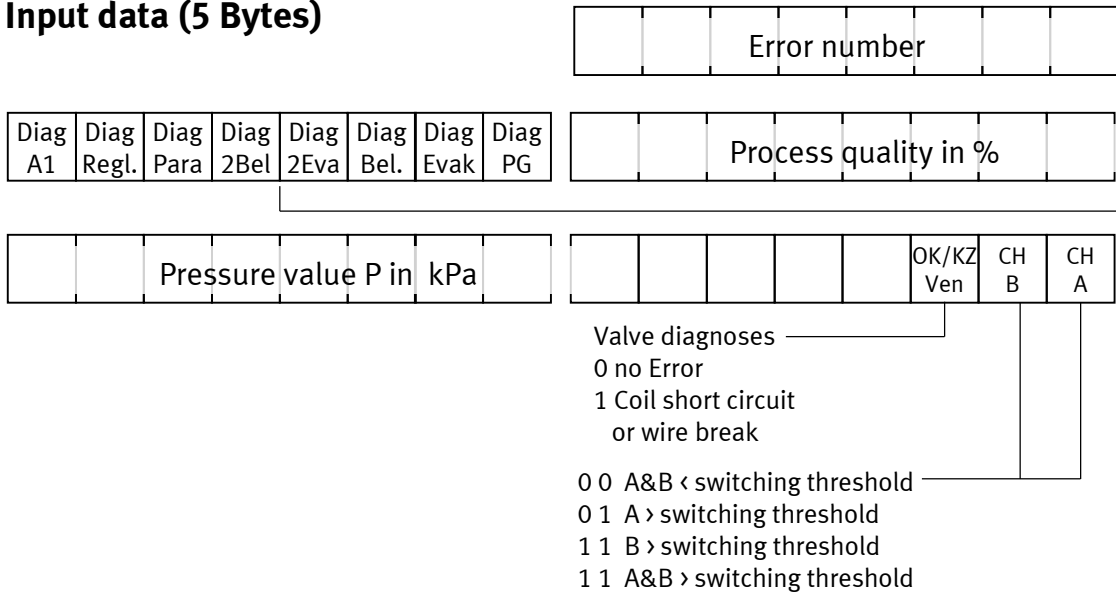 Input data (5 Bytes)
Error number
Diag Diag Diag Diag Diag Diag Diag Diag
A1 Regl. Para 2Bel 2Eva Bel. Evak PG
Process quality in %
Pressure value P in kPa
OK/KZ CH CH
Ven B A
Valve diagnoses
0 no Error
1 Coil short circuit
or wire break
0 0 A&B < switching threshold
0 1 A > switching threshold
1 1 B > switching threshold
1 1 A&B > switching threshold